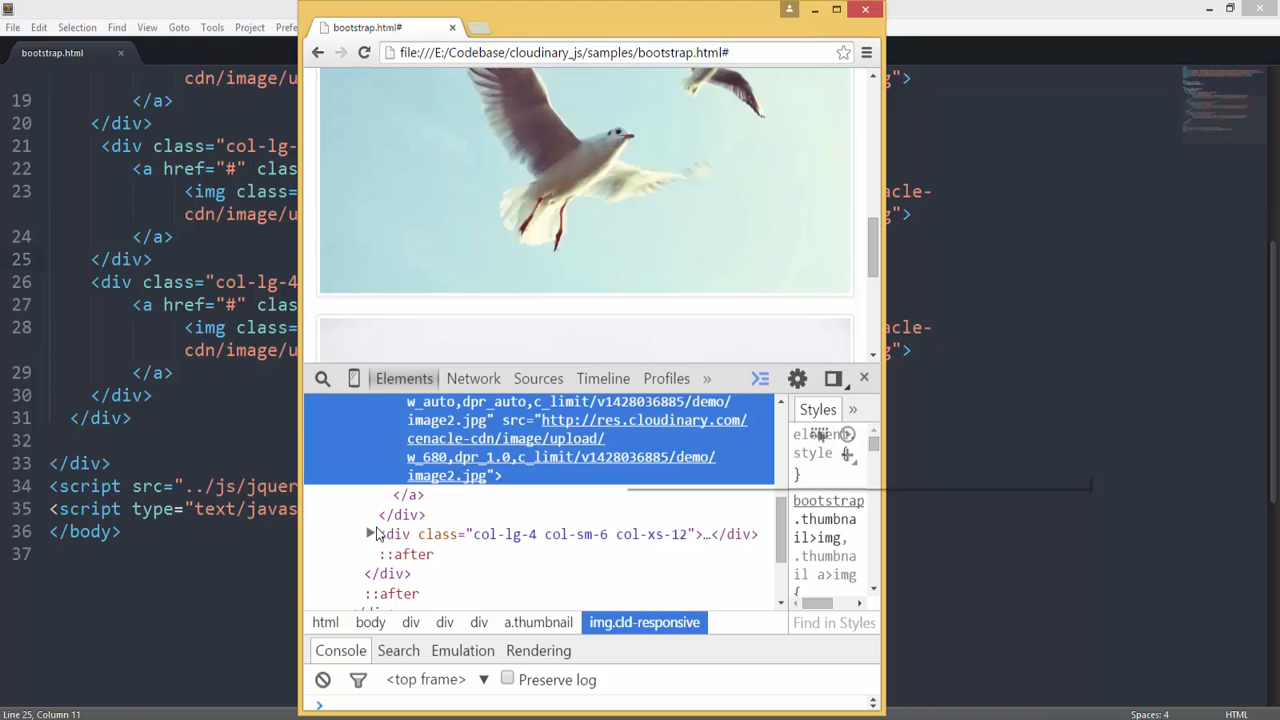 File Edit Find View Goto Tools Project Prefe
bootstrap.html
cdn/image/u
19 </a>
20 </div>
21 <div class="col-lg-
22 <a href="#" clas
23 <img class=
cdn/image/u
24 </a>
25 </div>
26 <div class="col-lg-4
27 <a href="#" clas
28 <img class=
cdn/image/u
29 </a>
30 </div>
31 </div>
32
33 </div>
34 <script src="../js/jque
35 <script type="text/javas
36 </body>
37
g">
acle-
g">
acle-
g">
bootstrap.html#
file:///E:/Codebase/cloudinary_js/samples/bootstrap.html#
Elements Network Sources Timeline Profiles »
w_auto,dpr_auto,c_limit/v1428036885/demo/
image2.jpg" src="http://res.cloudinary.com/
cenacle-cdn/image/upload/
w_680,dpr_1.0,c_limit/v1428036885/demo/
image2.jpg">
</a>
</div>
div class="col-lg-4 col-sm-6 col-xs-12">…</div>
::after
</div>
::after
html body div div div a.thumbnail img.cld-responsive
Styles »
element.
style {
}
bootstrap
.thumbna
il>img,
.thumbna
il a>img
{
Find in Styles
Console Search Emulation Rendering
<top frame> ▼ Preserve log
>
Line 25, Column 11
Spaces: 4 HTML